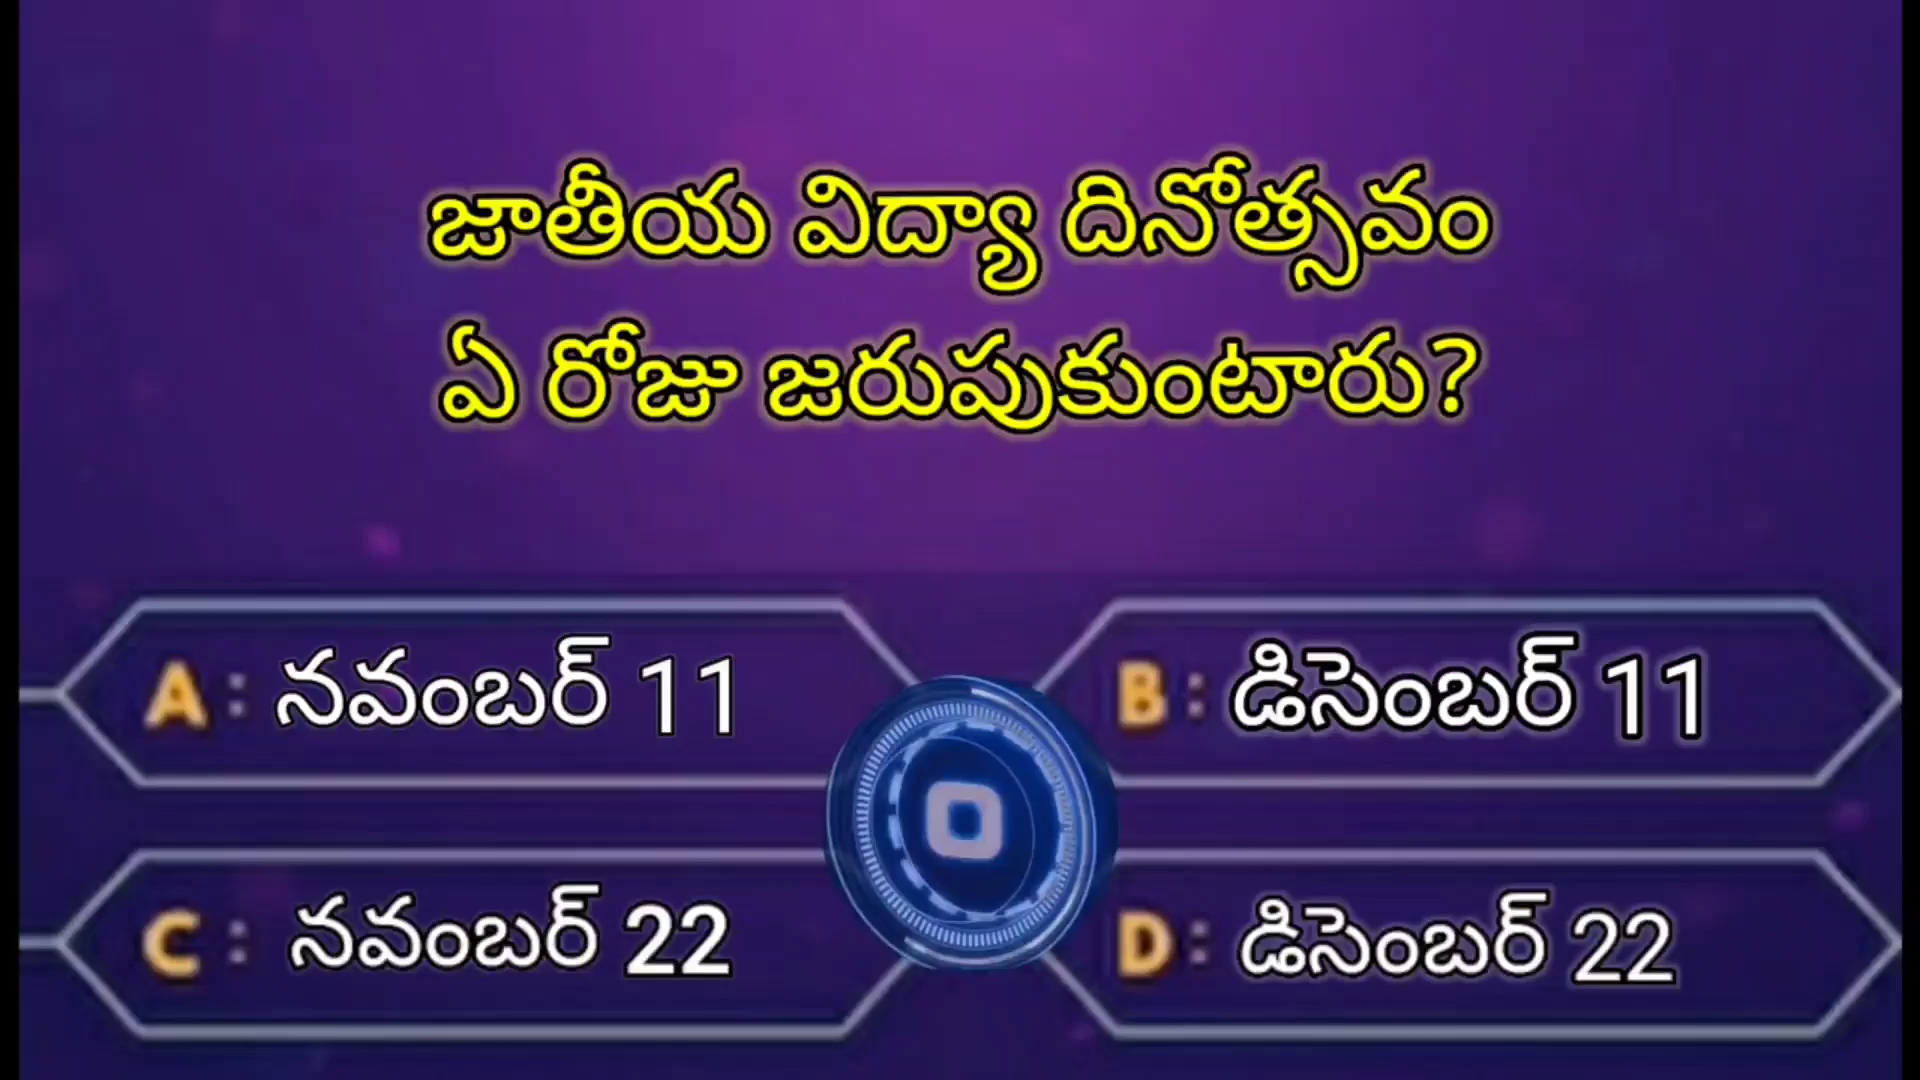 జాతీయ విద్యా దినోత్సవం
ఏ రోజు జరుపుకుంటారు?
A : నవంబర్ 11
B : డిసెంబర్ 11
C : నవంబర్ 22
D : డిసెంబర్ 22